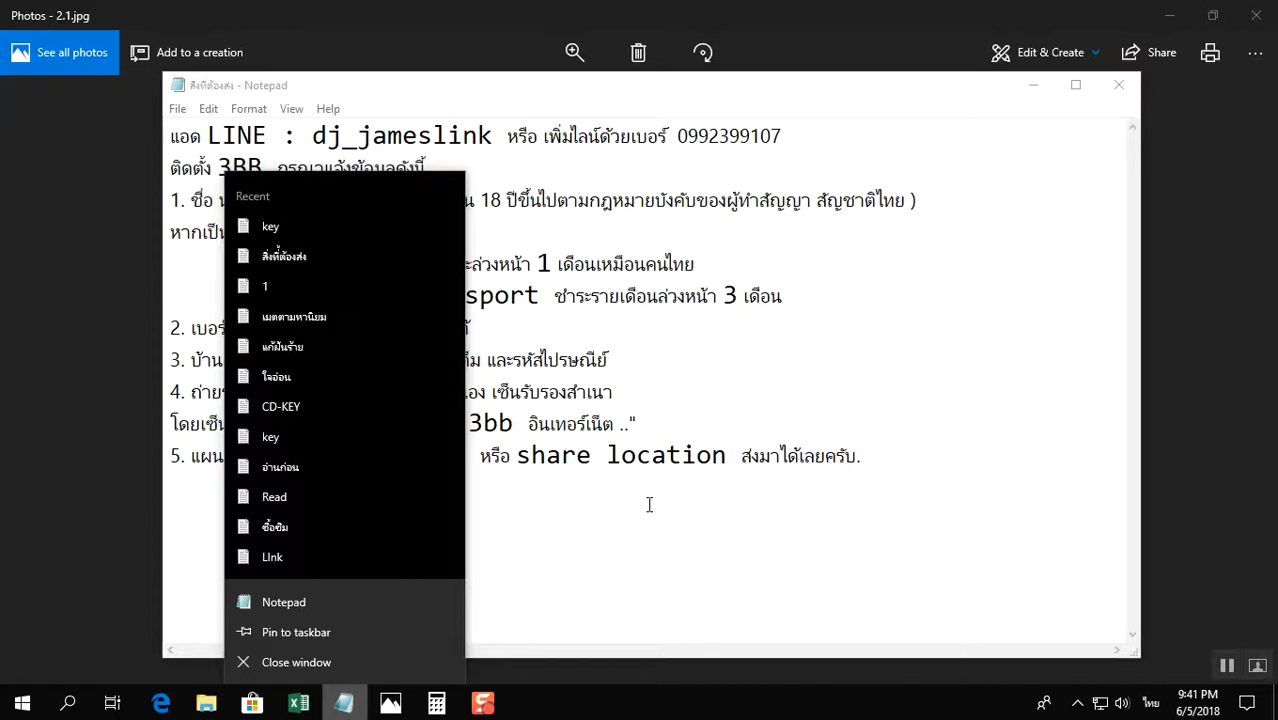 Photos - 2.1.jpg
See all photos
Add to a creation
Edit & Create
Share
สิ่งที่ต้องส่ง - Notepad
File Edit Format View Help
แอด LINE : dj_jameslink หรือ เพิ่มไลน์ด้วยเบอร์ 0992399107
ติดตั้ง 3BB กรุณาแจ้งข้อมูลดังนี้
1. ชื่อ น 18 ปีขึ้นไปตามกฎหมายบังคับของผู้ทำสัญญา สัญชาติไทย )
หากเป็น
ะล่วงหน้า 1 เดือนเหมือนคนไทย
sport ชำระรายเดือนล่วงหน้า 3 เดือน
2. เบอร์
3. บ้าน ตึม และรหัสไปรษณีย์
4. ถ่าย อง เซ็นรับรองสำเนา
โดยเซ็น 3bb อินเทอร์เน็ต .."
5. แผน หรือ share location ส่งมาได้เลยครับ.
Recent
key
สิ่งที่ต้องส่ง
1
เมตตามหานิยม
แก้ฝันร้าย
ใจอ่อน
CD-KEY
key
อ่านก่อน
Read
ซื้อซิม
LInk
Notepad
Pin to taskbar
Close window
ไทย
9:41 PM
6/5/2018